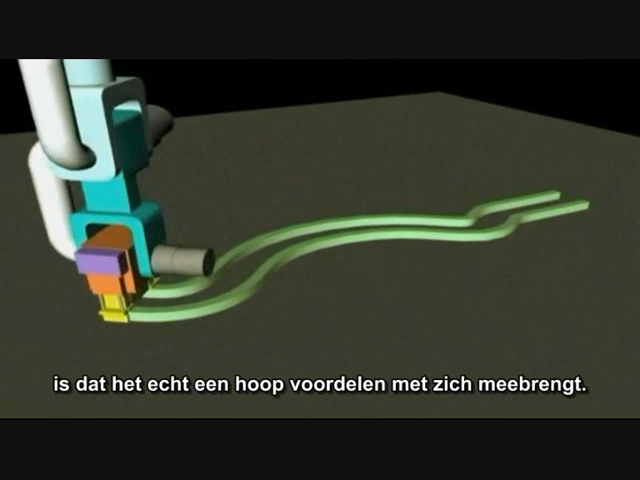 is dat het echt een hoop voordelen met zich meebrengt.